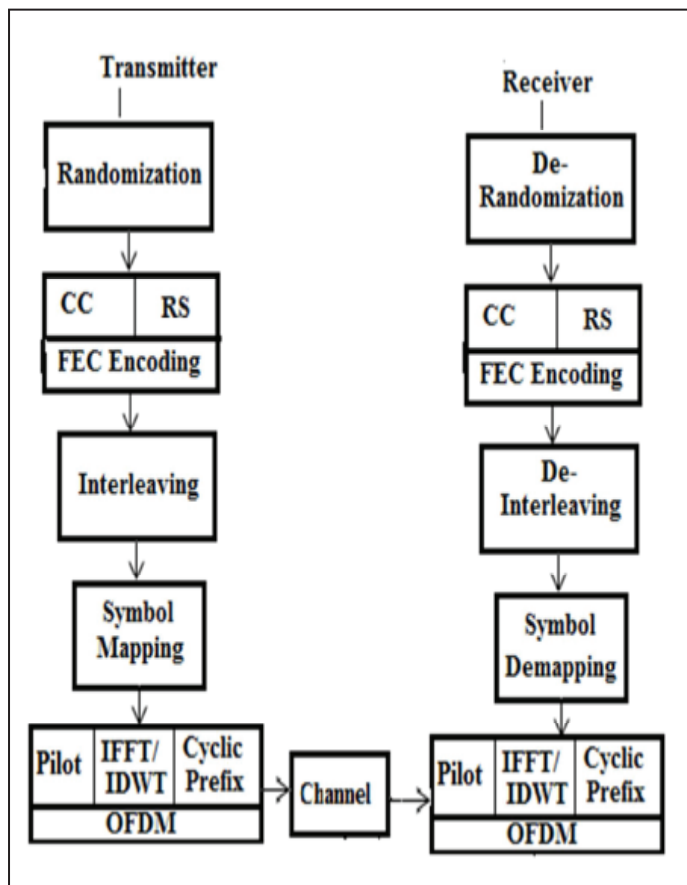 Transmitter
Randomization
CC
RS
FEC Encoding
Interleaving
Symbol
Mapping
Pilot
IFFT/
IDWT
Cyclic
Prefix
OFDM
Channel
Receiver
De-
Randomization
CC
RS
FEC Encoding
De-
Interleaving
Symbol
Demapping
Pilot
IFFT/
IDWT
Cyclic
Prefix
OFDM